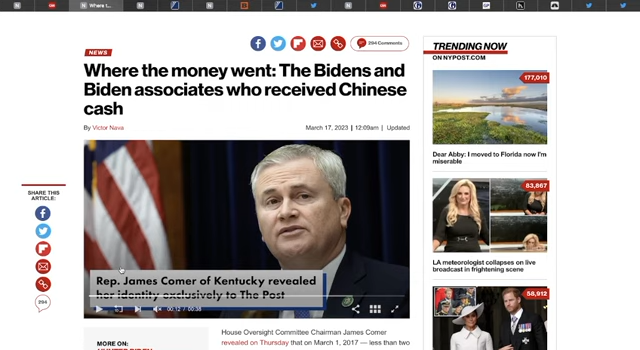 Where t...
NEWS
294 Comments
Where the money went: The Bidens and
Biden associates who received Chinese
cash
By Victor Nava
March 17, 2023 | 12:09am | Updated
SHARE THIS
ARTICLE:
294
Rep. James Comer of Kentucky revealed
her identity exclusively to The Post
00:12 / 00:35
MORE ON:
House Oversight Committee Chairman James Comer
revealed on Thursday that on March 1, 2017 — less than two
TRENDING NOW
ON NYPOST.COM
177,010
Dear Abby: I moved to Florida now I'm
miserable
83,867
LA meteorologist collapses on live
broadcast in frightening scene
58,912